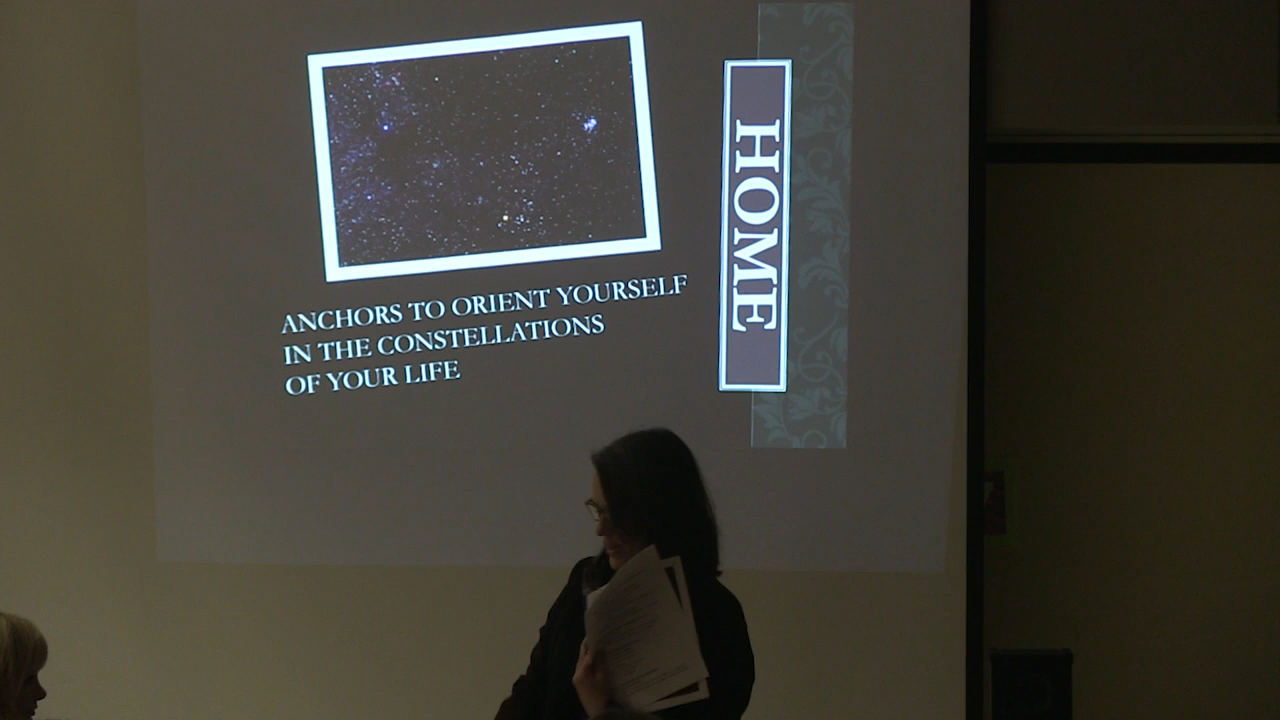 ANCHORS TO ORIENT YOURSELF
IN THE CONSTELLATIONS
OF YOUR LIFE
HOME